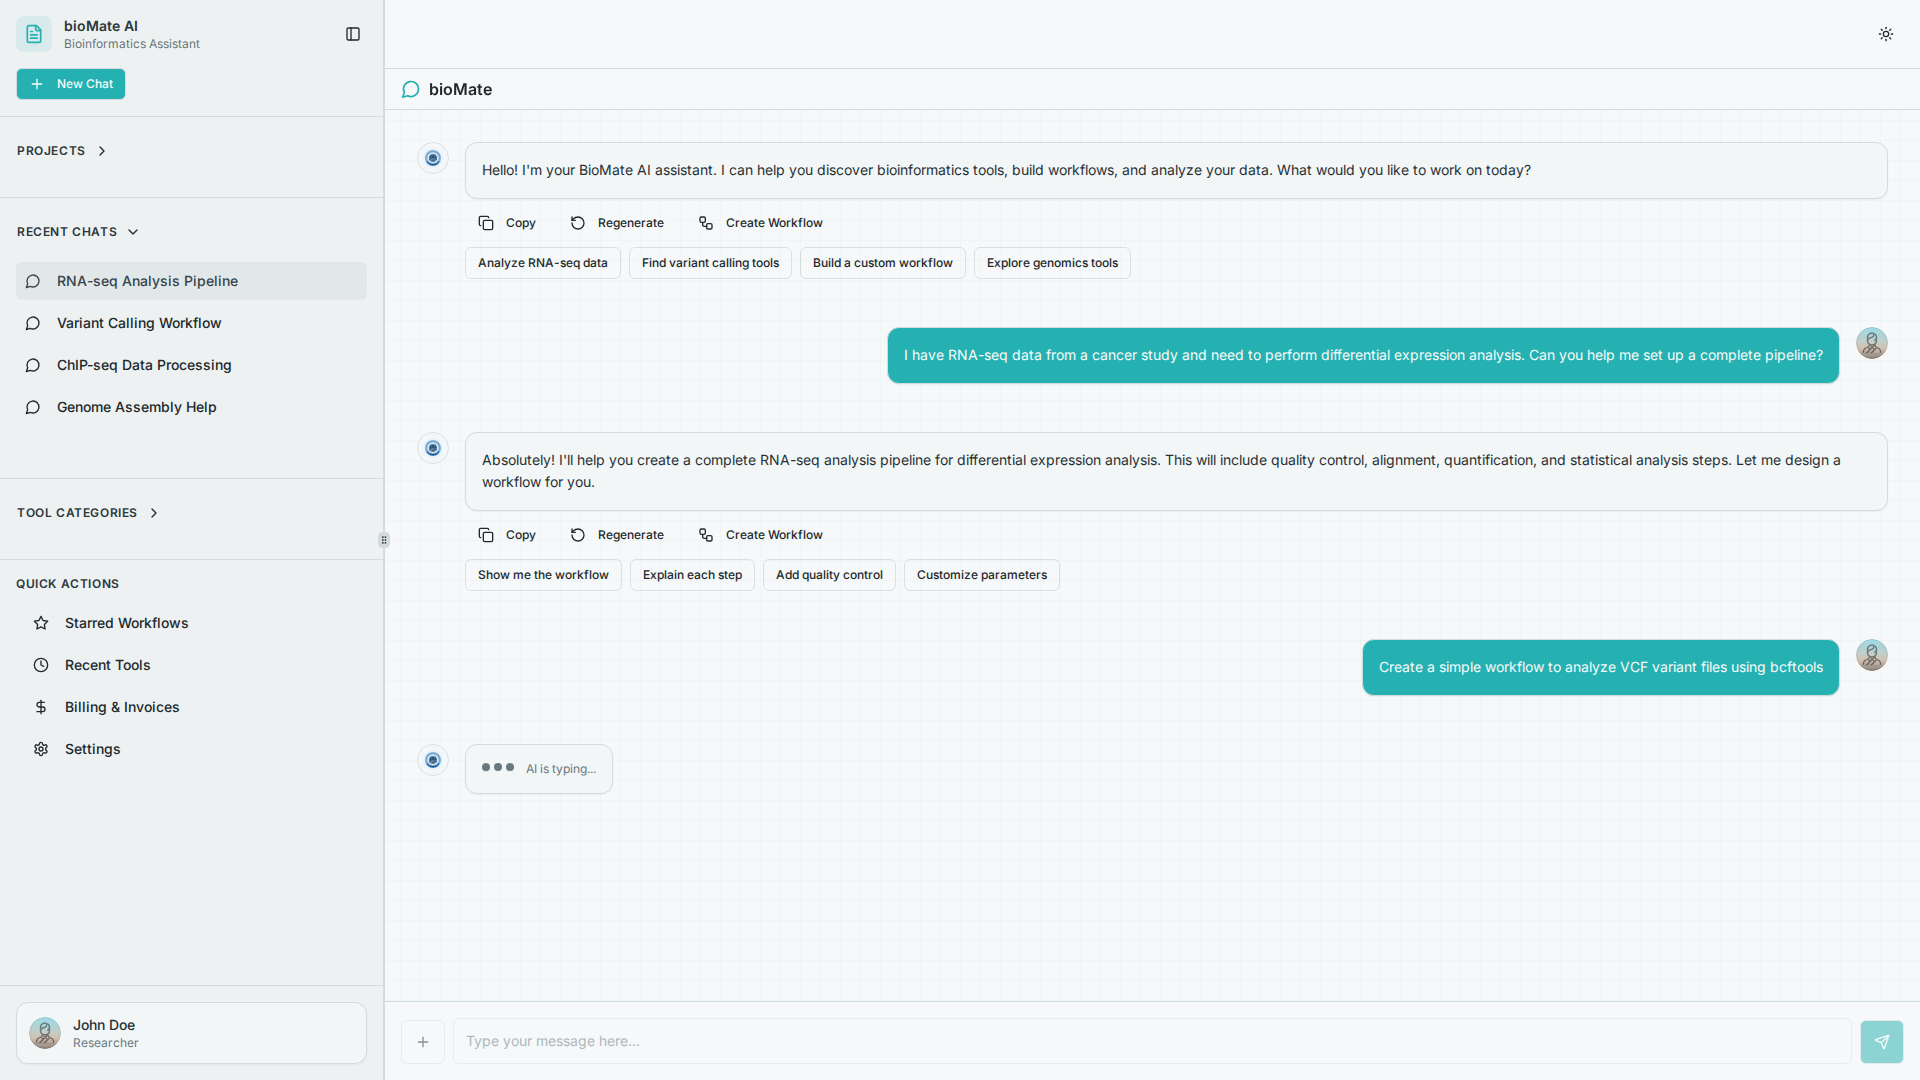 bioMate AI
Bioinformatics Assistant
New Chat
PROJECTS
RECENT CHATS
RNA-seq Analysis Pipeline
Variant Calling Workflow
ChIP-seq Data Processing
Genome Assembly Help
TOOL CATEGORIES
QUICK ACTIONS
Starred Workflows
Recent Tools
Billing & Invoices
Settings
John Doe
Researcher
bioMate
Hello! I'm your BioMate AI assistant. I can help you discover bioinformatics tools, build workflows, and analyze your data. What would you like to work on today?
Copy Regenerate Create Workflow
Analyze RNA-seq data Find variant calling tools Build a custom workflow Explore genomics tools
I have RNA-seq data from a cancer study and need to perform differential expression analysis. Can you help me set up a complete pipeline?
Absolutely! I'll help you create a complete RNA-seq analysis pipeline for differential expression analysis. This will include quality control, alignment, quantification, and statistical analysis steps. Let me design a
workflow for you.
Copy Regenerate Create Workflow
Show me the workflow Explain each step Add quality control Customize parameters
Create a simple workflow to analyze VCF variant files using bcftools
AI is typing...
Type your message here...